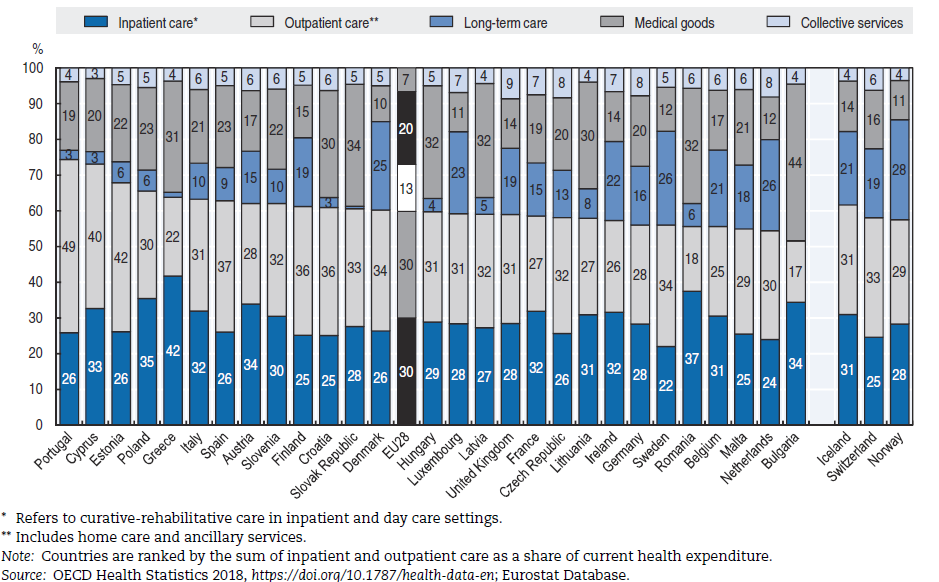 Inpatient care* Outpatient care** Long-term care Medical goods Collective services
%
100
90
80
70
60
50
40
30
20
10
0
4 3 5 5 4 6 5 6 6 5 6 5 5 7 5 7 4 9 7 8 4 7 8 5 6 6 6 8 4 4 6 4
19 20 22 23 31 21 23 17 22 15 30 34 10 20 32 11 32 14 19 20 30 14 20 12 32 17 21 12 44 14 16 11
3 3 6 6 10 9 15 10 19 3 25 13 4 23 5 19 15 13 8 22 16 26 6 21 18 26 21 19 28
49 40 42 30 22 31 37 28 32 36 36 33 34 30 31 31 32 31 27 32 27 26 28 34 18 25 29 30 17 31 33 29
26 33 26 35 42 32 26 34 30 25 25 28 26 30 29 28 27 28 32 26 31 32 28 22 37 31 25 24 34 31 25 28
Portugal
Cyprus
Estonia
Poland
Greece
Italy
Spain
Austria
Slovenia
Finland
Croatia
Slovak Republic
Denmark
EU28
Hungary
Luxembourg
Latvia
United Kingdom
France
Czech Republic
Lithuania
Ireland
Germany
Sweden
Romania
Belgium
Malta
Netherlands
Bulgaria
Iceland
Switzerland
Norway
* Refers to curative-rehabilitative care in inpatient and day care settings.
** Includes home care and ancillary services.
Note: Countries are ranked by the sum of inpatient and outpatient care as a share of current health expenditure.
Source: OECD Health Statistics 2018, https://doi.org/10.1787/health-data-en; Eurostat Database.